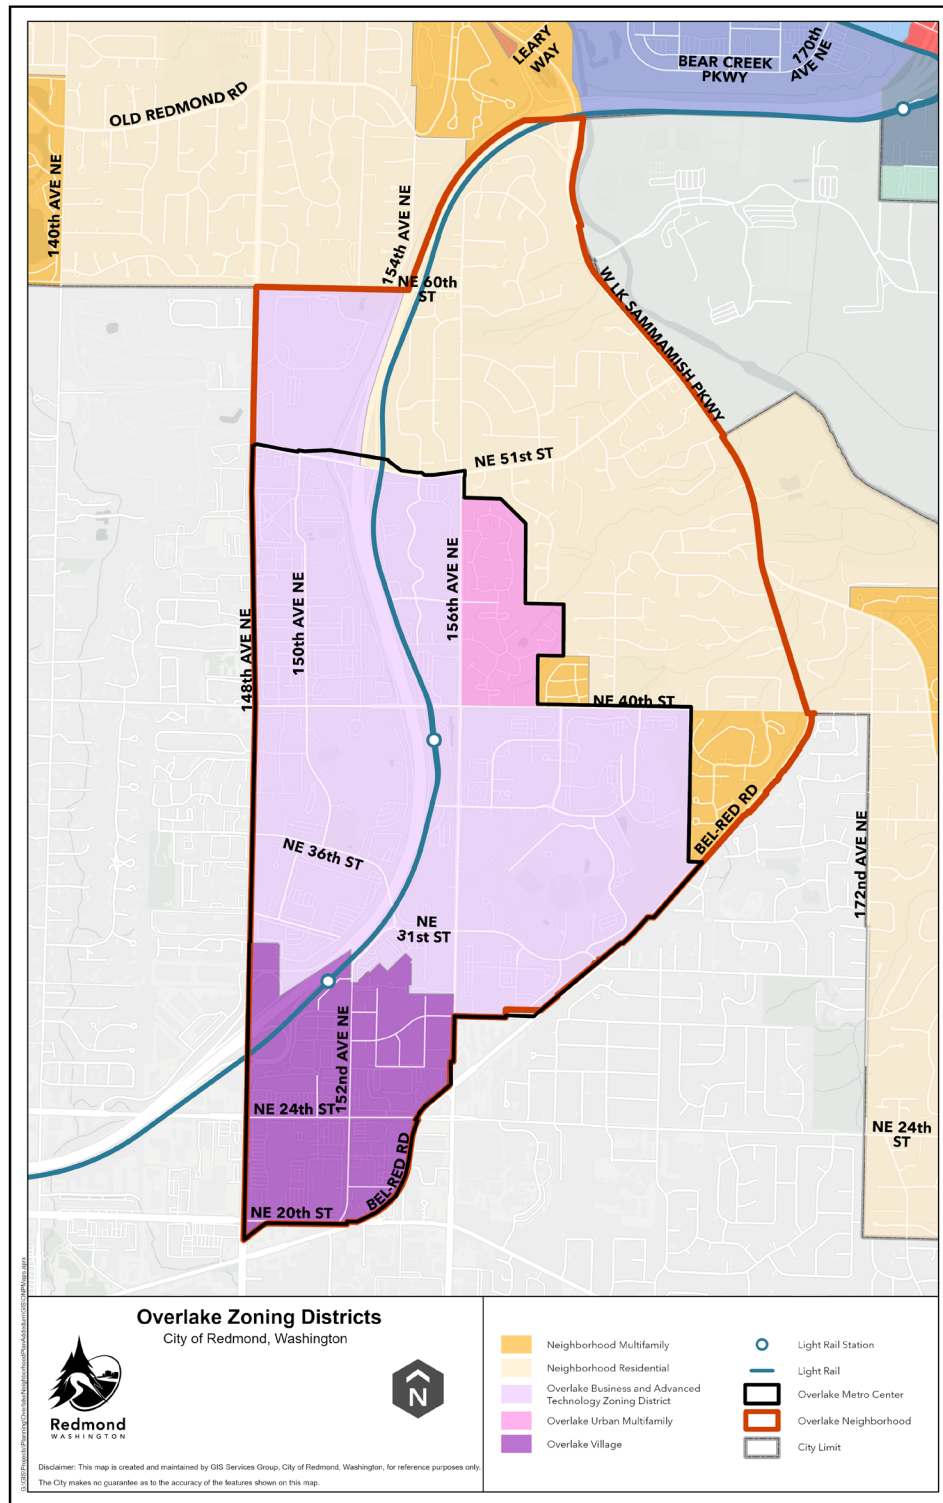 LEARY
WAY
170th
AVE NE
BEAR CREEK
PKWY
OLD REDMOND RD
140th AVE NE
154th AVE NE
NE 60th
ST
W LK SAMMAMISH PKWY
NE 51st ST
156th AVE NE
150th AVE NE
148th AVE NE
NE 40th ST
BEL-RED RD
172nd AVE NE
NE 36th ST
NE
31st ST
152nd AVE NE
NE 24th ST
NE 24th
ST
BEL-RED RD
NE 20th ST
G:\GIS\Projects\Planning\OverlakeNeighborhoodPlanAddodum\GIS\ONPMaps.aprx
Overlake Zoning Districts
City of Redmond, Washington
Redmond
WASHINGTON
N
Neighborhood Multifamily
Neighborhood Residential
Overlake Business and Advanced
Technology Zoning District
Overlake Urban Multifamily
Overlake Village
Light Rail Station
Light Rail
Overlake Metro Center
Overlake Neighborhood
City Limit
Disclaimer: This map is created and maintained by GIS Services Group, City of Redmond, Washington, for reference purposes only.
The City makes no guarantee as to the accuracy of the features shown on this map.